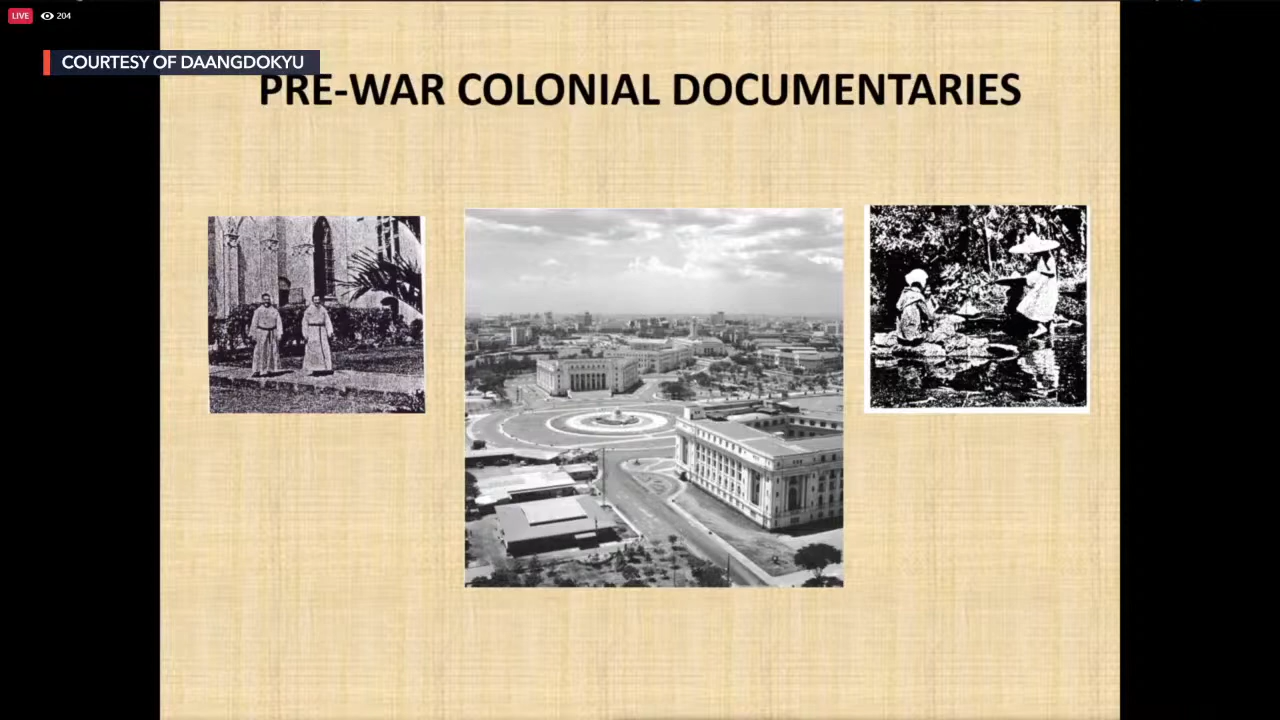 LIVE 204
COURTESY OF DAANGDOKYU
PRE-WAR COLONIAL DOCUMENTARIES